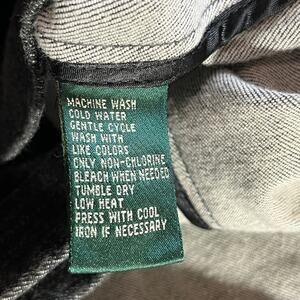 MACHINE WASH
COLD WATER
GENTLE CYCLE
WASH WITH
LIKE COLORS
ONLY NON-CHLORINE
BLEACH WHEN NEEDED
TUMBLE DRY
LOW HEAT
PRESS WITH COOL
IRON IF NECESSARY